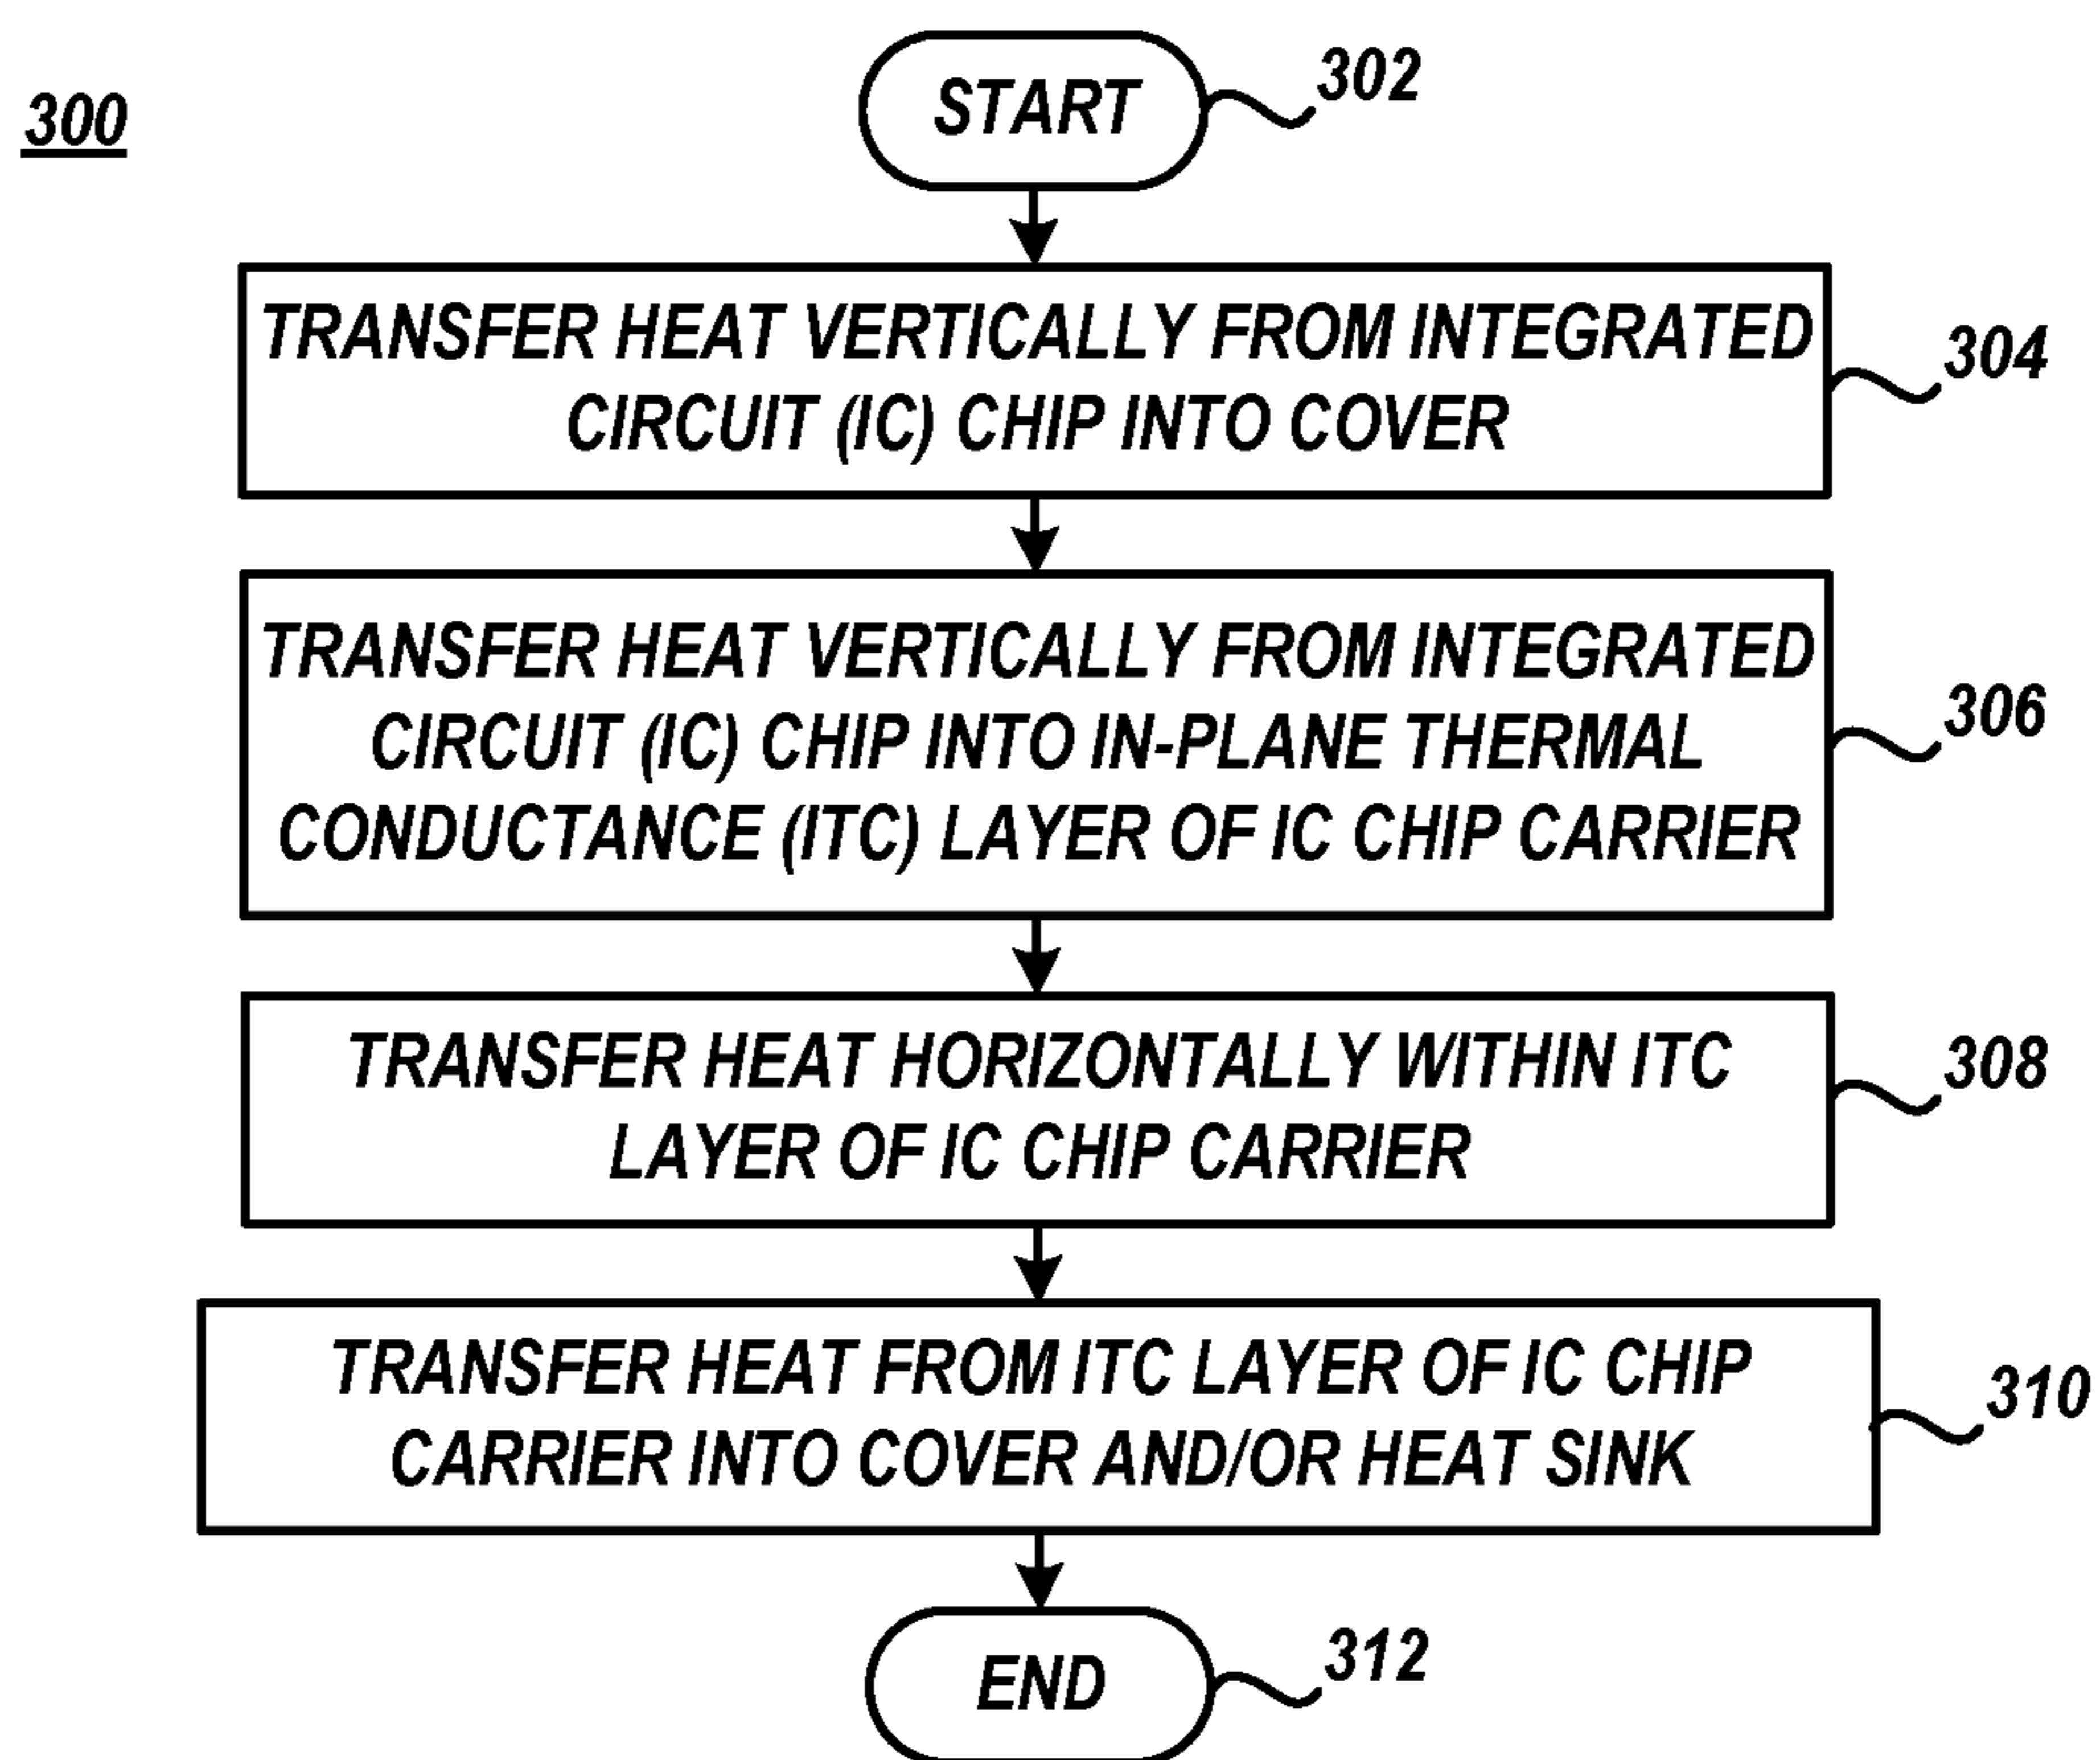 300
START
302
TRANSFER HEAT VERTICALLY FROM INTEGRATED
CIRCUIT (IC) CHIP INTO COVER
304
TRANSFER HEAT VERTICALLY FROM INTEGRATED
CIRCUIT (IC) CHIP INTO IN-PLANE THERMAL
CONDUCTANCE (ITC) LAYER OF IC CHIP CARRIER
306
TRANSFER HEAT HORIZONTALLY WITHIN ITC
LAYER OF IC CHIP CARRIER
308
TRANSFER HEAT FROM ITC LAYER OF IC CHIP
CARRIER INTO COVER AND/OR HEAT SINK
310
END
312